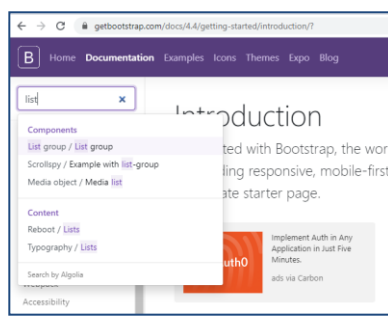 getbootstrap.com/docs/4.4/getting-started/introduction/?
B Home Documentation Examples Icons Themes Expo Blog
list
Introduction
Components
List group / List group
Scrollspy / Example with list-group
Media object / Media list
Content
Reboot / Lists
Typography / Lists
Search by Algolia
Webpack
Accessibility
ted with Bootstrap, the wor
ding responsive, mobile-first
ate starter page.
uth0
Implement Auth in Any
Application in Just Five
Minutes.
ads via Carbon